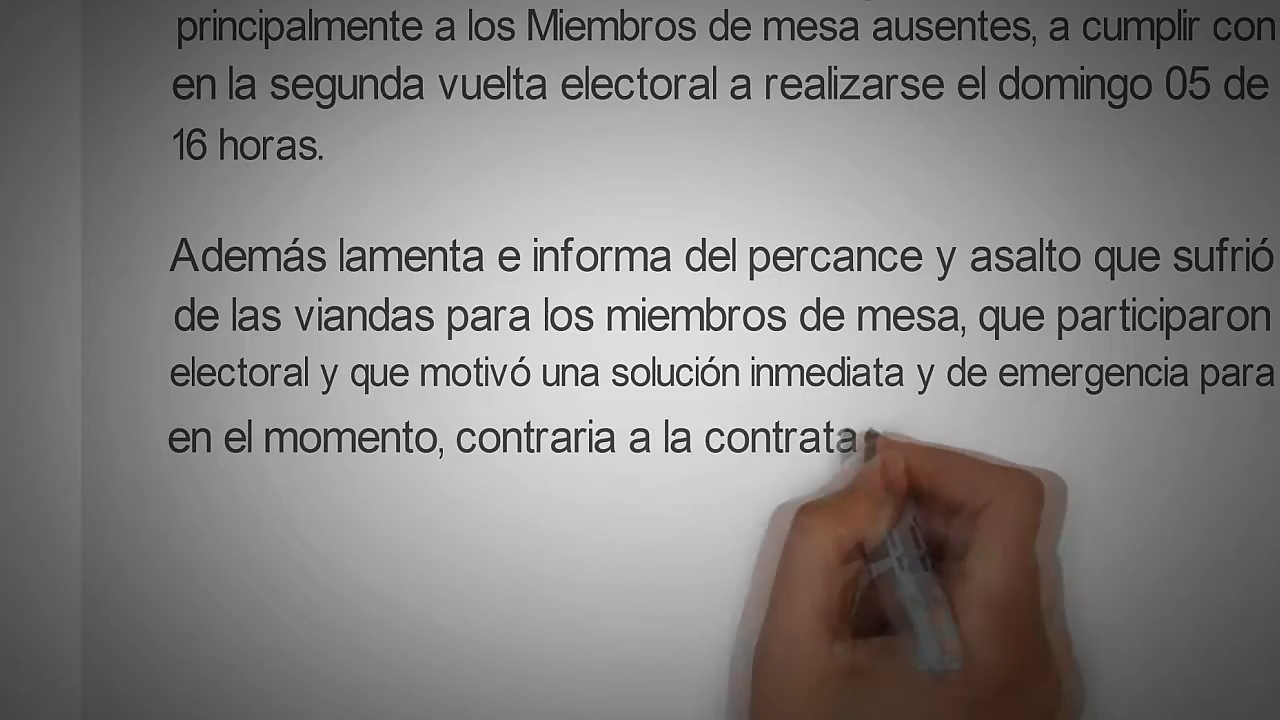 principalmente a los Miembros de mesa ausentes, a cumplir con
en la segunda vuelta electoral a realizarse el domingo 05 de
16 horas.
Además lamenta e informa del percance y asalto que sufrió
de las viandas para los miembros de mesa, que participaron
electoral y que motivó una solución inmediata y de emergencia para
en el momento, contraria a la contrata